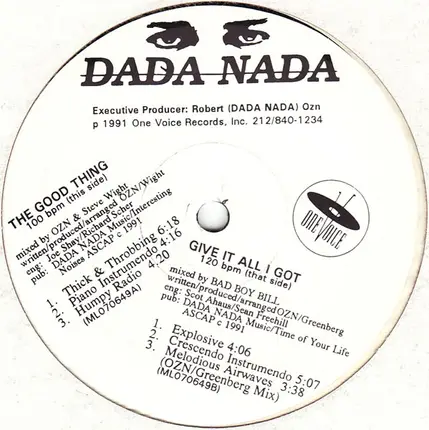 DADA NADA
Executive Producer: Robert (DADA NADA) Ozn
p 1991 One Voice Records, Inc. 212/840-1234
THE GOOD THING
100 bpm (this side)
mixed by OZN & Steve Wight
written/produced/arranged OZN/Wight
eng: Joe Shay/Richard Scher
pub: DADA NADA Music/Interesting
Noises ASCAP c 1991
1. Thick & Throbbing 6:18
2. Piano Instrumendo 4:16
3. Humpy Radio 4:20
(ML070649A)
GIVE IT ALL I GOT
120 bpm (that side)
mixed by BAD BOY BILL
written/produced/arranged OZN/Greenberg
eng: Scot Ahaus/Sean Freehill
pub: DADA NADA Music/Time of Your Life
ASCAP c 1991
1. Explosive 4:06
2. Crescendo Instrumendo 5:07
3. Melodious Airwaves 3:38
(OZN/Greenberg Mix)
(ML070649B)
ONE VOICE